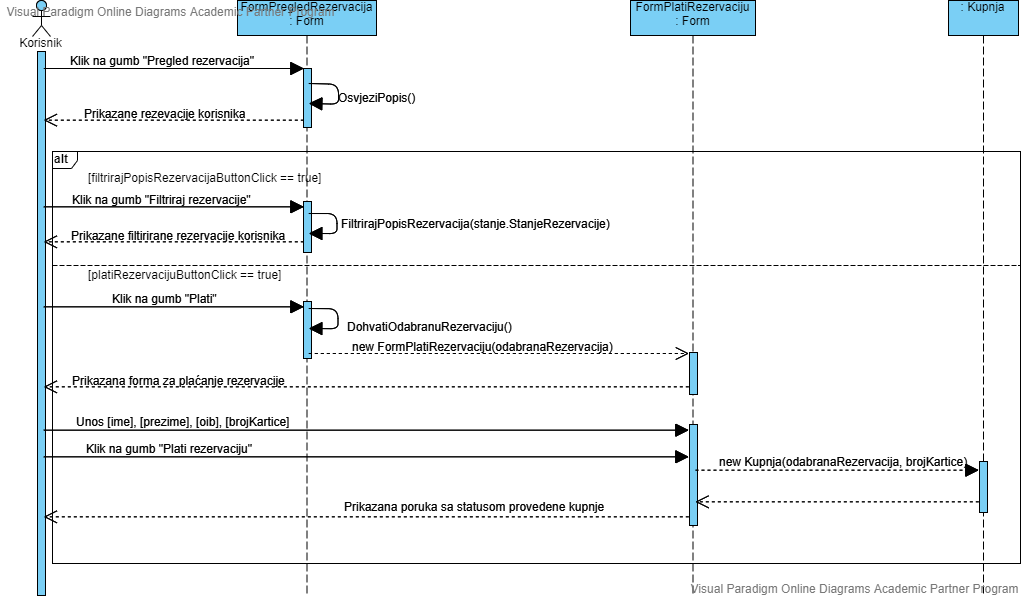 Visual Paradigm Online Diagrams Academic Partner Program
FormPregledRezervacija
: Form
FormPlatiRezervaciju
: Form
: Kupnja
Korisnik
Klik na gumb "Pregled rezervacija"
OsvjeziPopis()
Prikazane rezevacije korisnika
alt
[filtrirajPopisRezervacijaButtonClick == true]
Klik na gumb "Filtriraj rezervacije"
FiltrirajPopisRezervacija(stanje.StanjeRezervacije)
Prikazane filtirirane rezervacije korisnika
[platiRezervacijuButtonClick == true]
Klik na gumb "Plati"
DohvatiOdabranuRezervaciju()
new FormPlatiRezervaciju(odabranaRezervacija)
Prikazana forma za plaćanje rezervacije
Unos [ime], [prezime], [oib], [brojKartice]
Klik na gumb "Plati rezervaciju"
new Kupnja(odabranaRezervacija, brojKartice)
Prikazana poruka sa statusom provedene kupnje
Visual Paradigm Online Diagrams Academic Partner Program